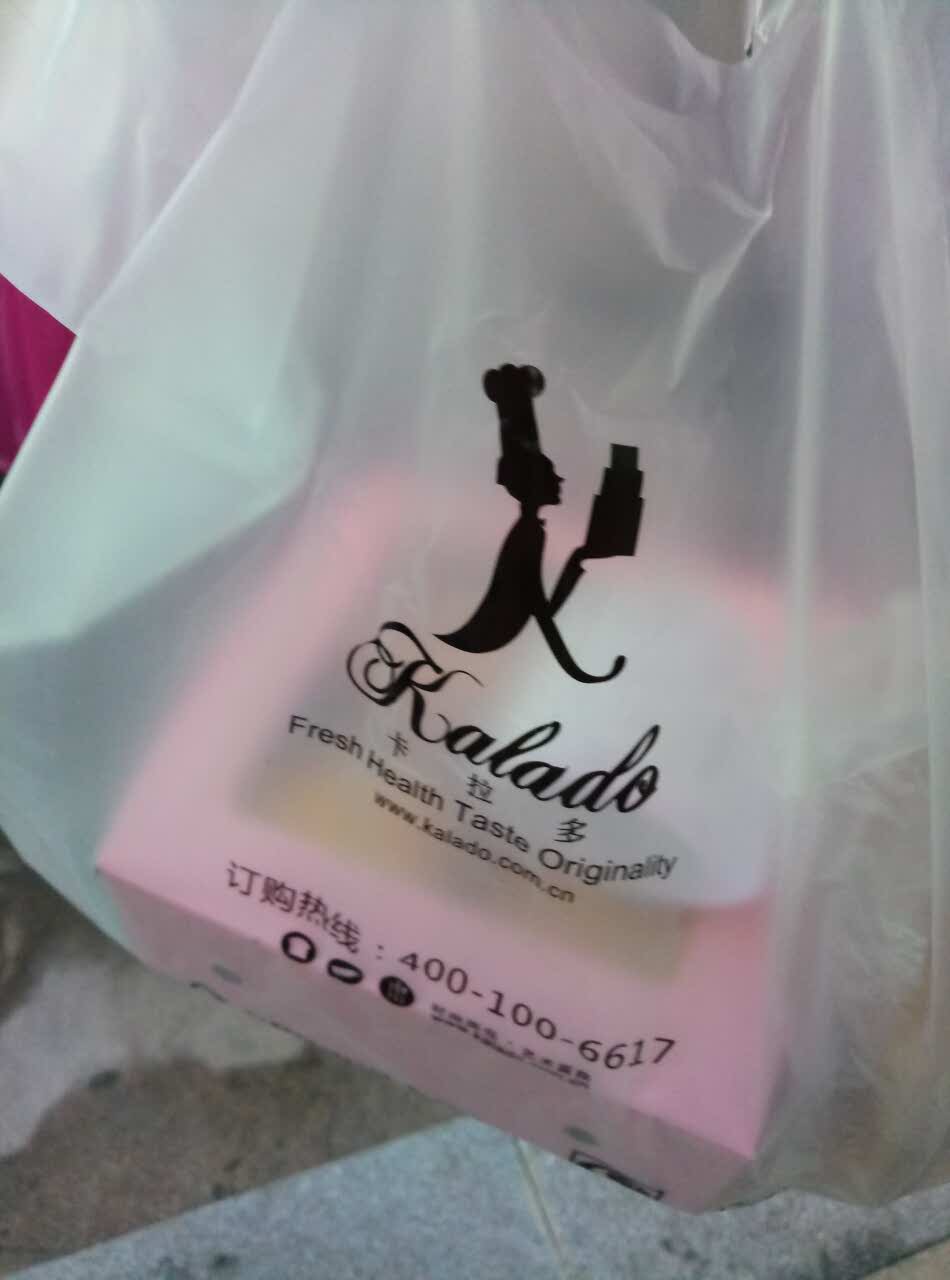 Kalado
卡拉多
Fresh Health Taste Originality
www.kalado.com.cn
订购热线：400-100-6617